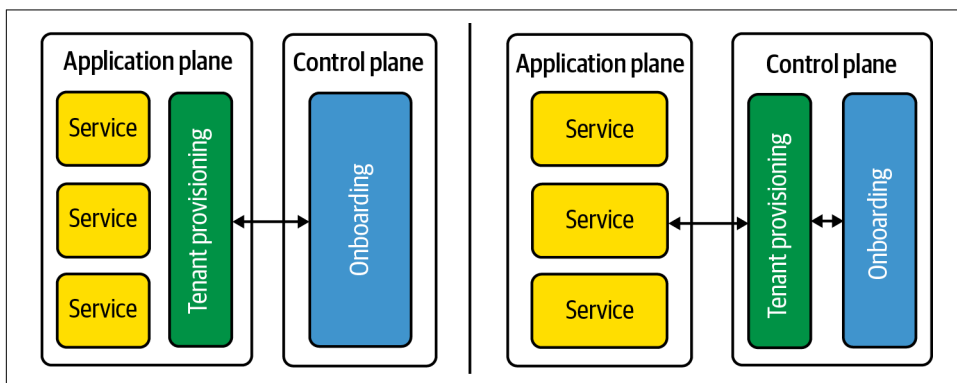 Application plane
Control plane
Service
Service
Service
Tenant provisioning
Onboarding
Application plane
Control plane
Service
Service
Service
Tenant provisioning
Onboarding